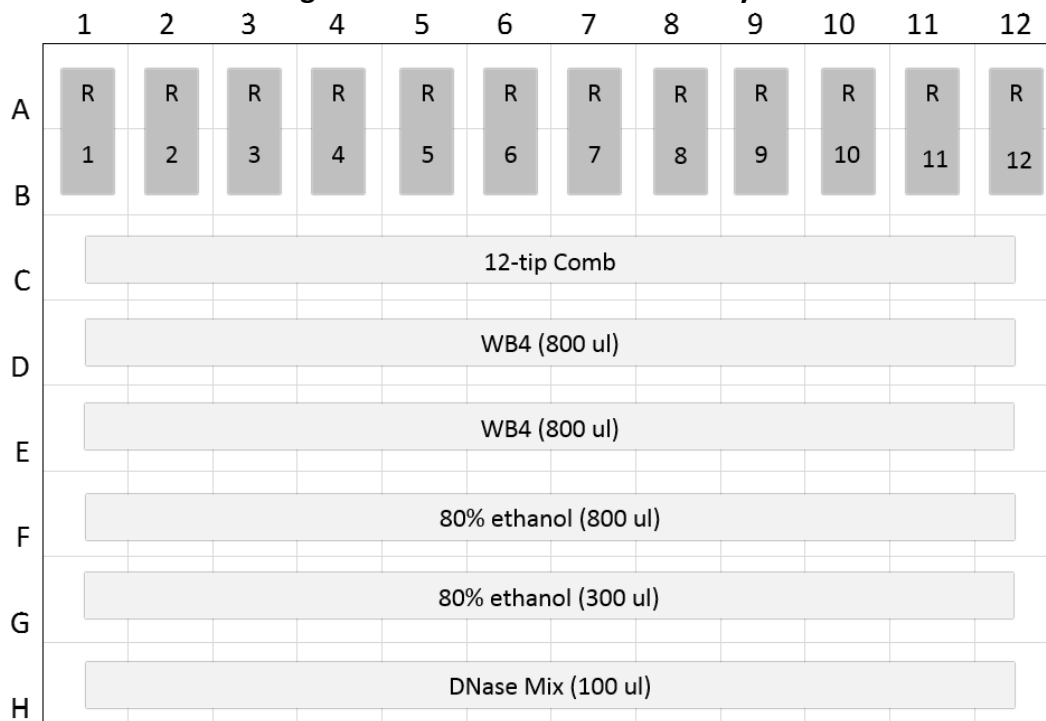 1 2 3 4 5 6 7 8 9 10 11 12
A R R R R R R R R R R R R
1 2 3 4 5 6 7 8 9 10 11 12
B
12-tip Comb
C
WB4 (800 ul)
D
WB4 (800 ul)
E
80% ethanol (800 ul)
F
80% ethanol (300 ul)
G
DNase Mix (100 ul)
H